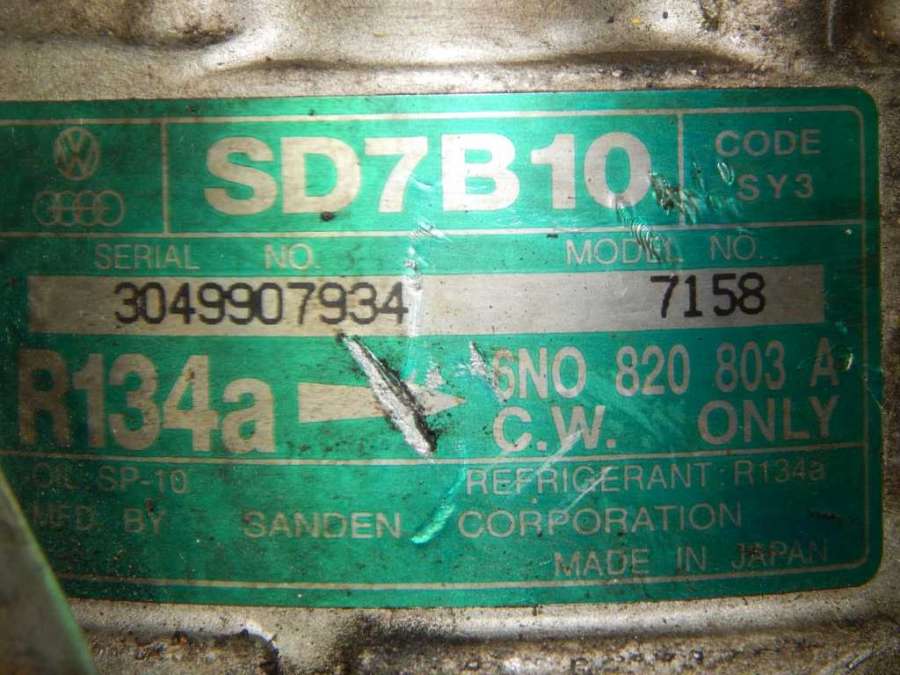 SD7B10
CODE
SY3
SERIAL NO.
MODEL NO.
30499907934
7158
R134a
6N0 820 803 A
C.W. ONLY
OIL SP-10
REFRIGERANT R134a
MFD BY SANDEN CORPORATION
MADE IN JAPAN